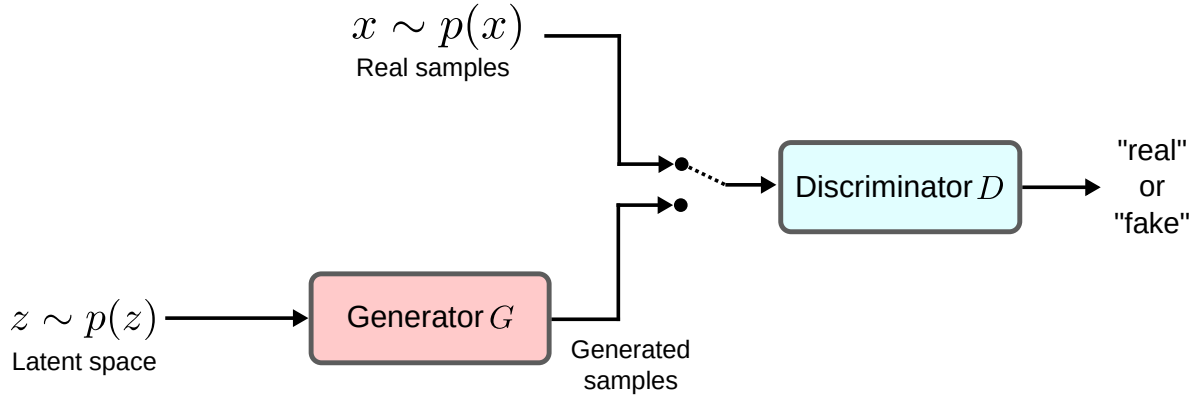 x ∼ p(x)
Real samples
Discriminator D
"real"
or
"fake"
z ∼ p(z)
Latent space
Generator G
Generated
samples